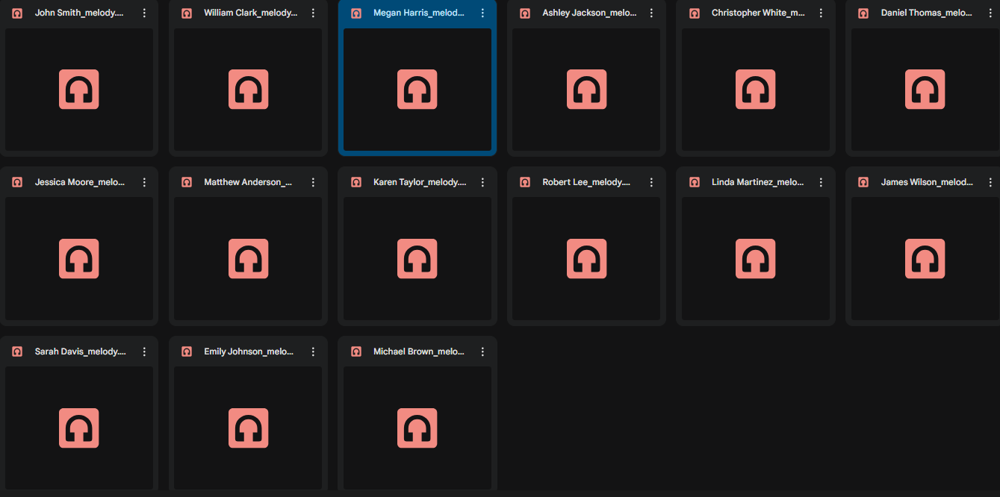 John Smith_melody....
William Clark_melody...
Megan Harris_melod...
Ashley Jackson_melo...
Christopher White_m...
Daniel Thomas_melo...
Jessica Moore_melo...
Matthew Anderson_...
Karen Taylor_melody....
Robert Lee_melody....
Linda Martinez_melo...
James Wilson_melod...
Sarah Davis_melody....
Emily Johnson_melo...
Michael Brown_melo...